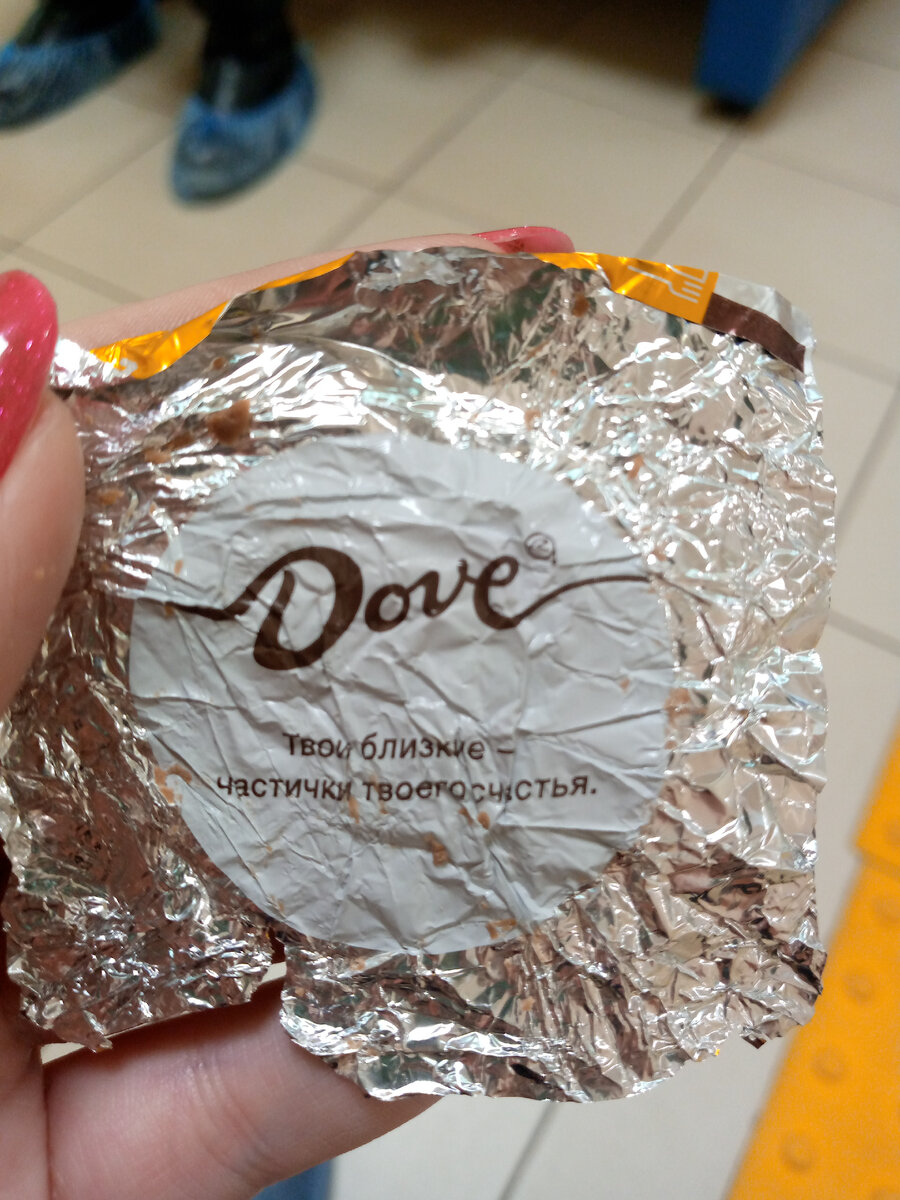 Dove
Твои близкие –
частички твоего счастья.